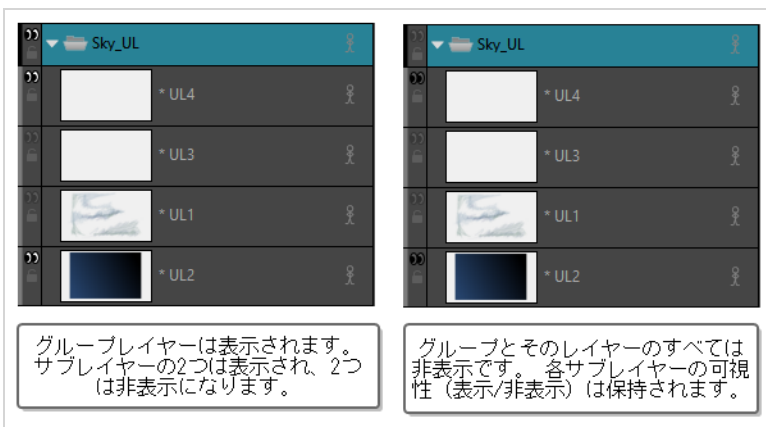 Sky_UL
* UL4
* UL3
* UL1
* UL2
グループレイヤーは表示されます。
サブレイヤーの2つは表示され、2つ
は非表示になります。
Sky_UL
* UL4
* UL3
* UL1
* UL2
グループとそのレイヤーのすべては
非表示です。 各サブレイヤーの可視
性（表示/非表示）は保持されます。